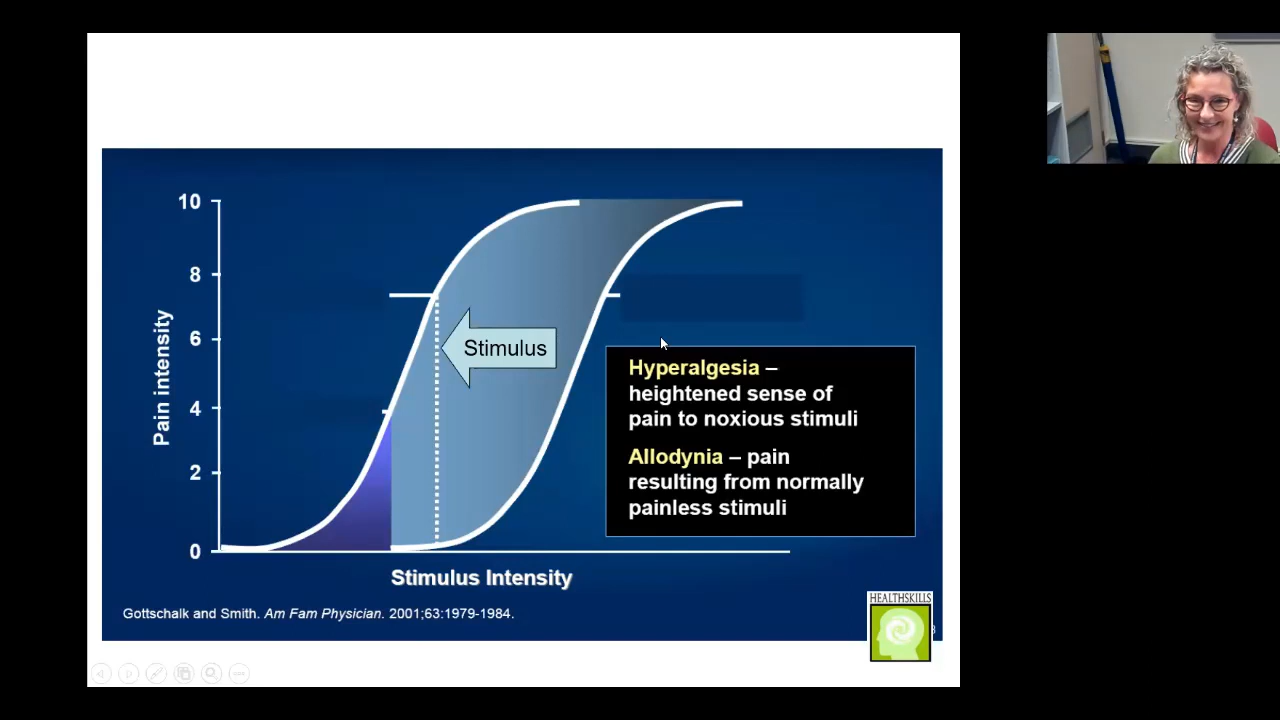 10
8
6
4
2
0
Pain intensity
Stimulus
Hyperalgesia –
heightened sense of
pain to noxious stimuli
Allodynia – pain
resulting from normally
painless stimuli
Stimulus Intensity
Gottschalk and Smith. Am Fam Physician. 2001;63:1979-1984.
HEALTHSKILLS